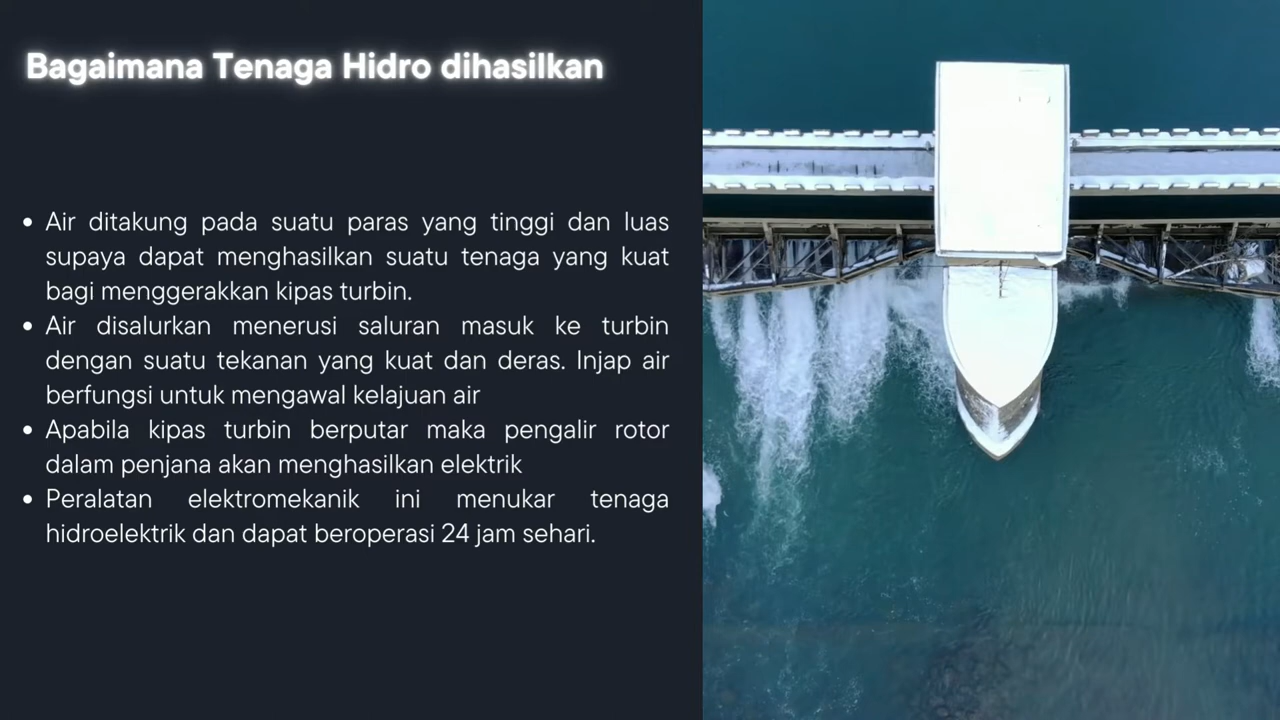 Bagaimana Tenaga Hidro dihasilkan
• Air ditakung pada suatu paras yang tinggi dan luas
supaya dapat menghasilkan suatu tenaga yang kuat
bagi menggerakkan kipas turbin.
• Air disalurkan menerusi saluran masuk ke turbin
dengan suatu tekanan yang kuat dan deras. Injap air
berfungsi untuk mengawal kelajuan air
• Apabila kipas turbin berputar maka pengalir rotor
dalam penjana akan menghasilkan elektrik
• Peralatan elektromekanik ini menukar tenaga
hidroelektrik dan dapat beroperasi 24 jam sehari.